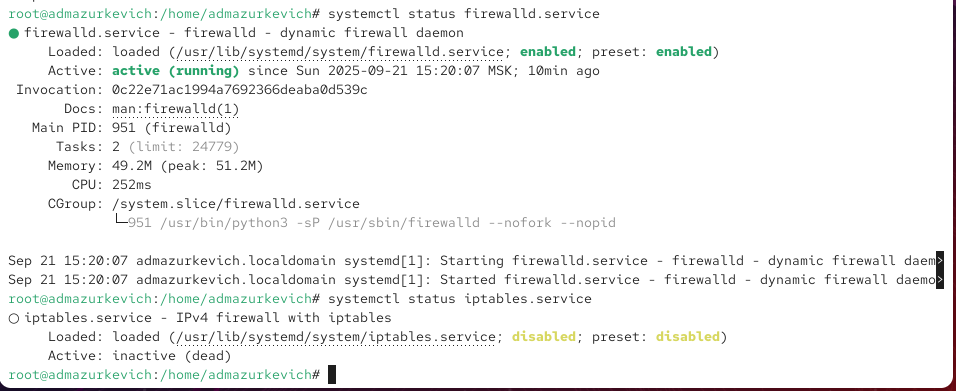 root@admazurkevich:/home/admazurkevich# systemctl status firewalld.service
● firewalld.service - firewalld - dynamic firewall daemon
     Loaded: loaded (/usr/lib/systemd/system/firewalld.service; enabled; preset: enabled)
     Active: active (running) since Sun 2025-09-21 15:20:07 MSK; 10min ago
 Invocation: 0c22e71ac1994a7692366deaba0d539c
       Docs: man:firewalld(1)
   Main PID: 951 (firewalld)
      Tasks: 2 (limit: 24779)
     Memory: 49.2M (peak: 51.2M)
        CPU: 252ms
     CGroup: /system.slice/firewalld.service
             └─951 /usr/bin/python3 -sP /usr/sbin/firewalld --nofork --nopid

Sep 21 15:20:07 admazurkevich.localdomain systemd[1]: Starting firewalld.service - firewalld - dynamic firewall daem>
Sep 21 15:20:07 admazurkevich.localdomain systemd[1]: Started firewalld.service - firewalld - dynamic firewall daemo>
root@admazurkevich:/home/admazurkevich# systemctl status iptables.service
○ iptables.service - IPv4 firewall with iptables
     Loaded: loaded (/usr/lib/systemd/system/iptables.service; disabled; preset: disabled)
     Active: inactive (dead)
root@admazurkevich:/home/admazurkevich#